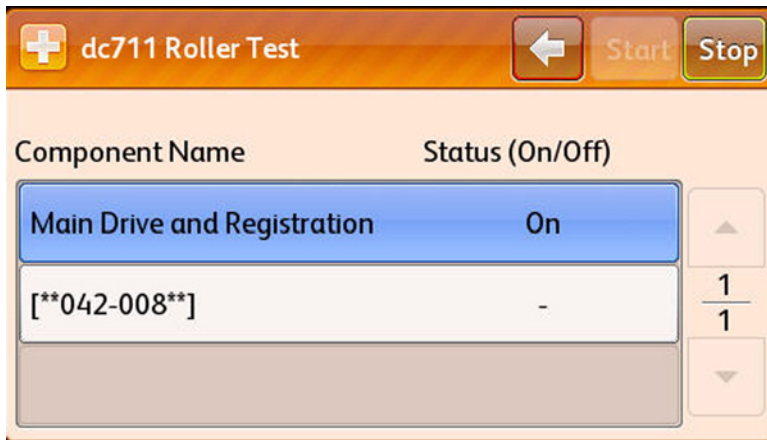 dc711 Roller Test Start Stop
Component Name Status (On/Off)
Main Drive and Registration On
[**042-008**] -
1
1